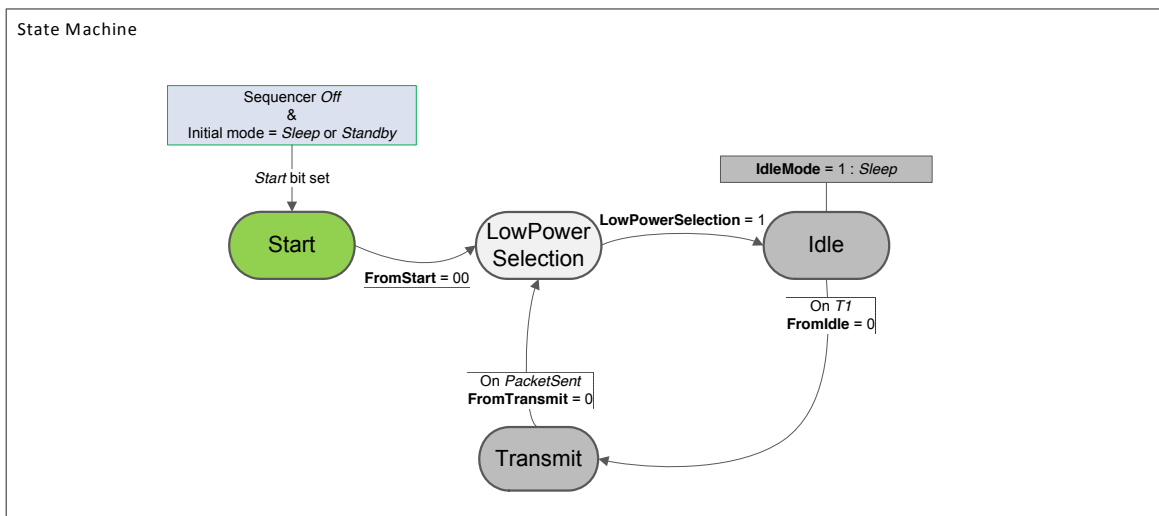 State Machine
Sequencer Off
&
Initial mode = Sleep or Standby
Start bit set
Start
FromStart = 00
LowPower
Selection
LowPowerSelection = 1
IdleMode = 1 : Sleep
Idle
On T1
FromIdle = 0
On PacketSent
FromTransmit = 0
Transmit